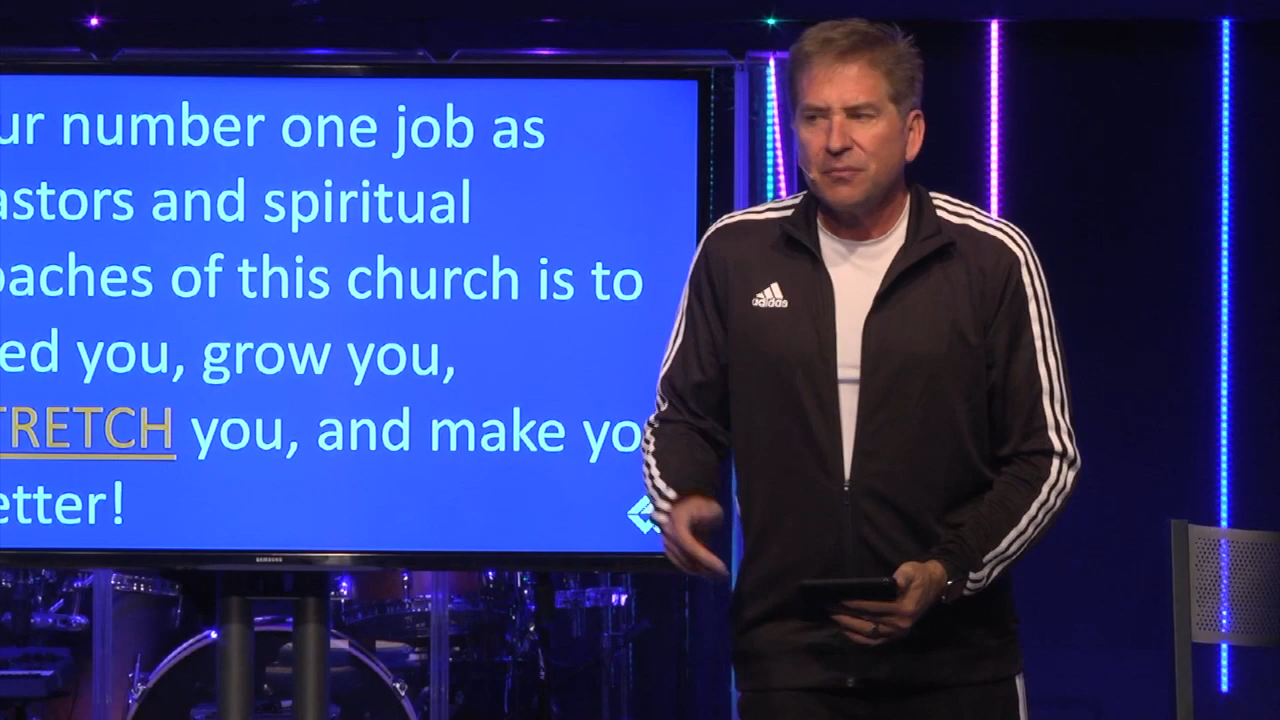 ur number one job as
astors and spiritual
oaches of this church is to
ed you, grow you,
TRETCH you, and make yo
etter!
SAMSUNG
adidas